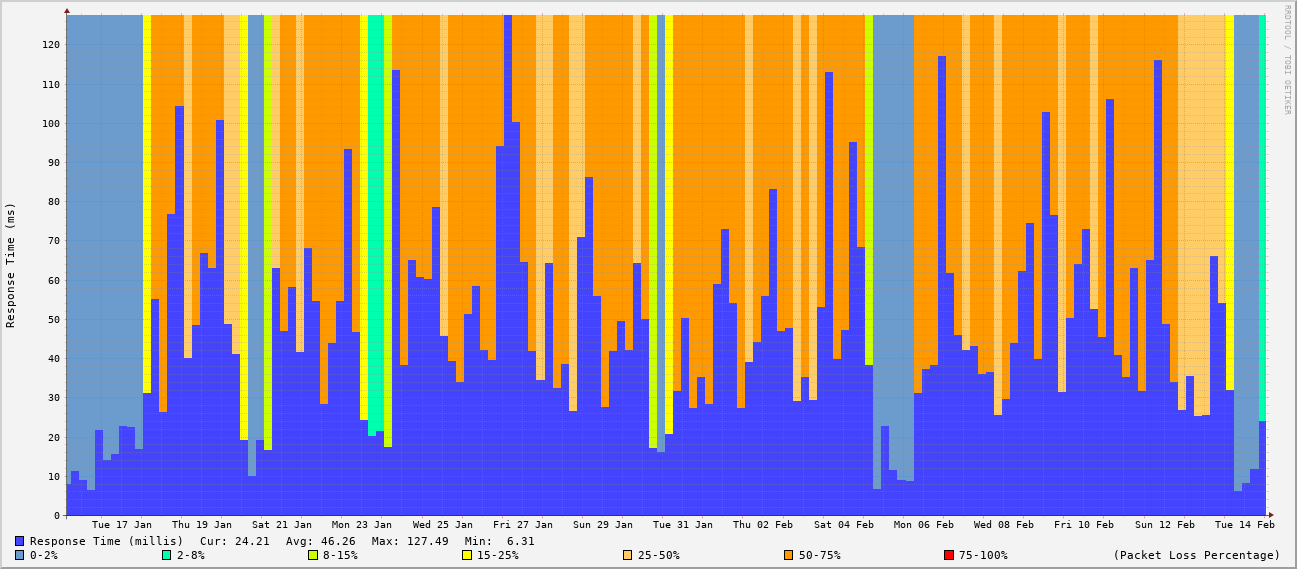 RRDTOOL / TOBI OETIKER
Response Time (ms)
120
110
100
90
80
70
60
50
40
30
20
10
0
Tue 17 Jan Thu 19 Jan Sat 21 Jan Mon 23 Jan Wed 25 Jan Fri 27 Jan Sun 29 Jan Tue 31 Jan Thu 02 Feb Sat 04 Feb Mon 06 Feb Wed 08 Feb Fri 10 Feb Sun 12 Feb Tue 14 Feb
Response Time (millis) Cur: 24.21 Avg: 46.26 Max: 127.49 Min: 6.31
0-2% 2-8% 8-15% 15-25% 25-50% 50-75% 75-100% (Packet Loss Percentage)